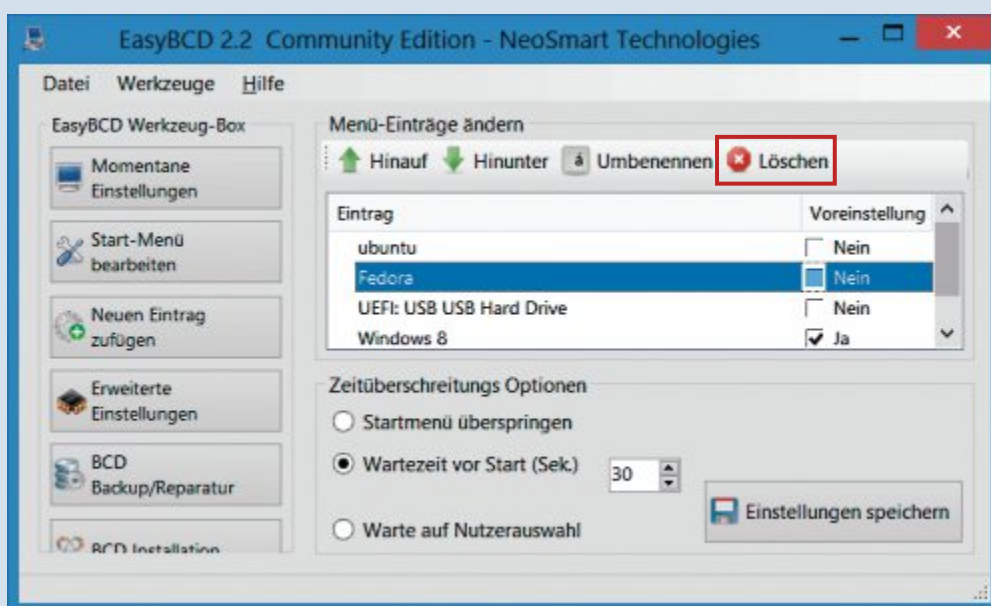 EasyBCD 2.2 Community Edition - NeoSmart Technologies
Datei Werkzeuge Hilfe
EasyBCD Werkzeug-Box
Momentane
Einstellungen
Start-Menü
bearbeiten
Neuen Eintrag
zufügen
Erweiterte
Einstellungen
BCD
Backup/Reparatur
BCD Installation
Menü-Einträge ändern
Hinauf Hinunter Umbenennen Löschen
Eintrag Voreinstellung
ubuntu Nein
Fedora Nein
UEFI: USB USB Hard Drive Nein
Windows 8 Ja
Zeitüberschreitungs Optionen
Startmenü überspringen
Wartezeit vor Start (Sek.) 30
Warte auf Nutzerauswahl
Einstellungen speichern